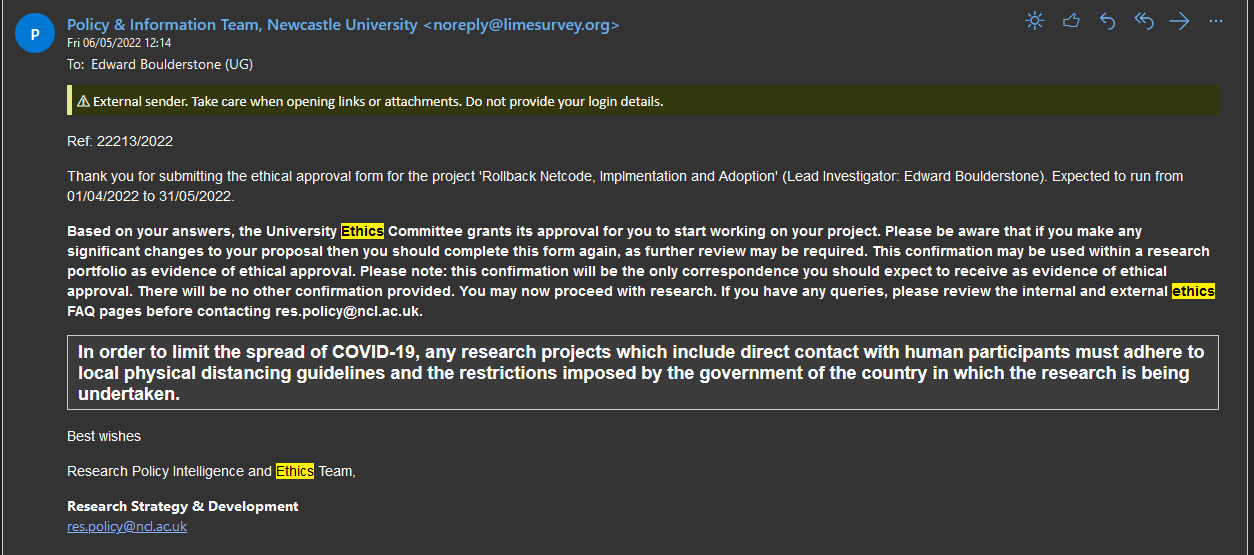 P
Policy & Information Team, Newcastle University <noreply@limesurvey.org>
Fri 06/05/2022 12:14
To: Edward Boulderstone (UG)
External sender. Take care when opening links or attachments. Do not provide your login details.
Ref: 22213/2022
Thank you for submitting the ethical approval form for the project 'Rollback Netcode, Implmentation and Adoption' (Lead Investigator: Edward Boulderstone). Expected to run from
01/04/2022 to 31/05/2022.
Based on your answers, the University Ethics Committee grants its approval for you to start working on your project. Please be aware that if you make any
significant changes to your proposal then you should complete this form again, as further review may be required. This confirmation may be used within a research
portfolio as evidence of ethical approval. Please note: this confirmation will be the only correspondence you should expect to receive as evidence of ethical
approval. There will be no other confirmation provided. You may now proceed with research. If you have any queries, please review the internal and external ethics
FAQ pages before contacting res.policy@ncl.ac.uk.
In order to limit the spread of COVID-19, any research projects which include direct contact with human participants must adhere to
local physical distancing guidelines and the restrictions imposed by the government of the country in which the research is being
undertaken.
Best wishes
Research Policy Intelligence and Ethics Team,
Research Strategy & Development
res.policy@ncl.ac.uk